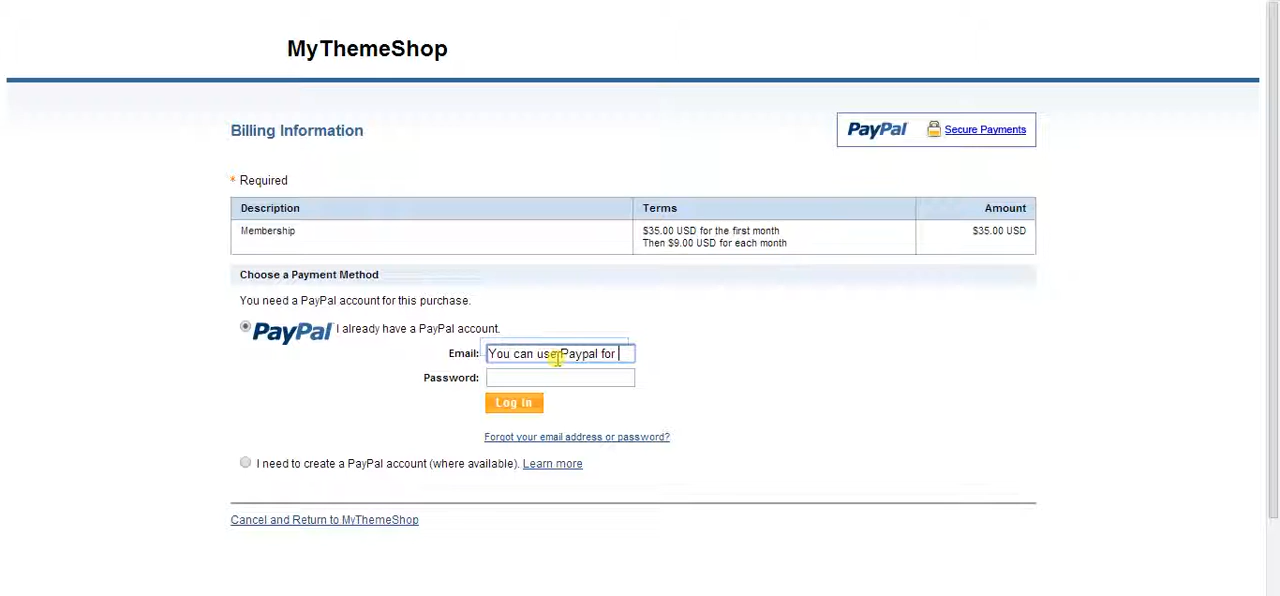 MyThemeShop
Billing Information
PayPal Secure Payments
* Required
Description Terms Amount
Membership $35.00 USD for the first month $35.00 USD
Then $9.00 USD for each month
Choose a Payment Method
You need a PayPal account for this purchase.
PayPal I already have a PayPal account.
Email: You can use Paypal for
Password:
Log In
Forgot your email address or password?
I need to create a PayPal account (where available). Learn more
Cancel and Return to MyThemeShop